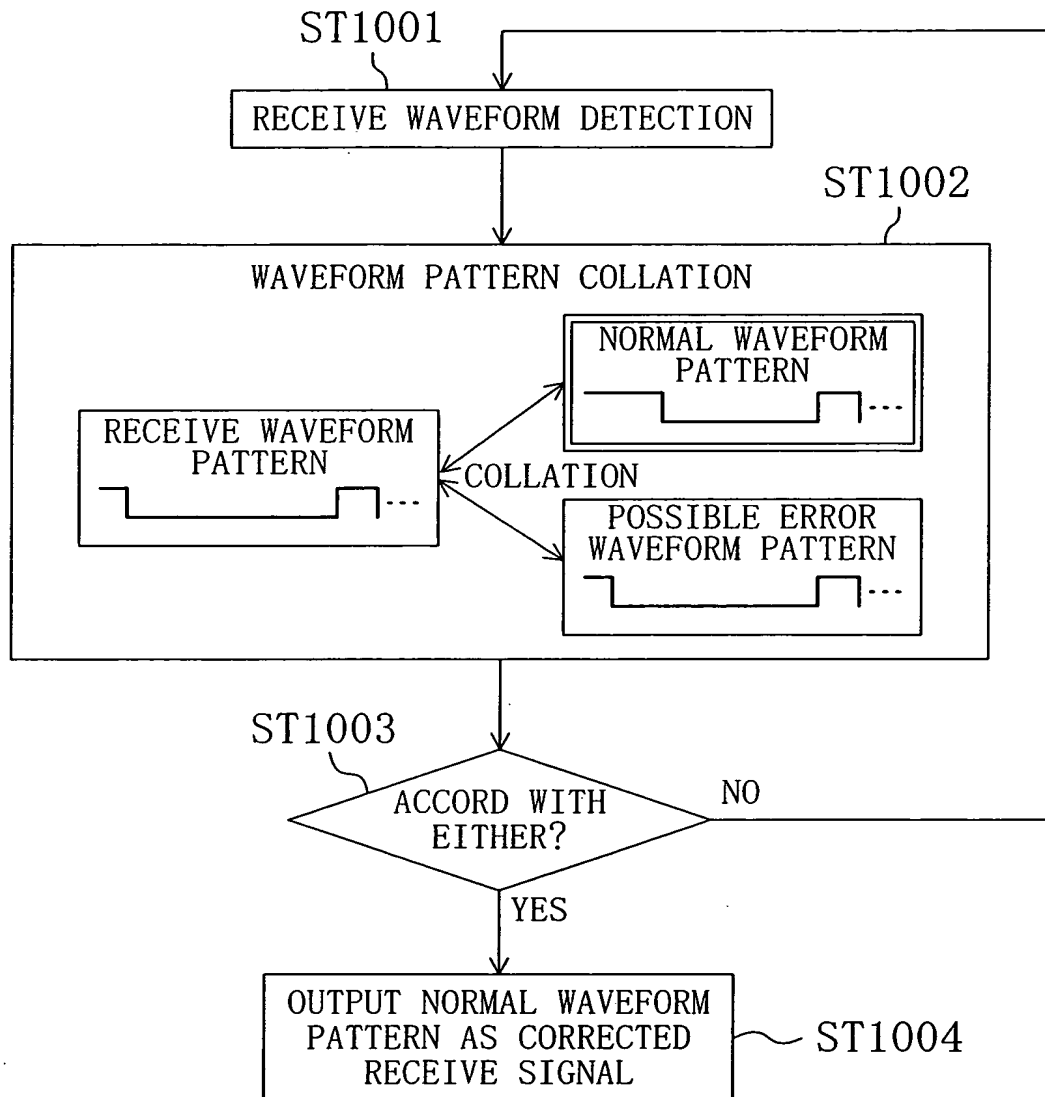 ST1001
RECEIVE WAVEFORM DETECTION
ST1002
WAVEFORM PATTERN COLLATION
NORMAL WAVEFORM
PATTERN
RECEIVE WAVEFORM
PATTERN
COLLATION
POSSIBLE ERROR
WAVEFORM PATTERN
ST1003
ACCORD WITH
EITHER?
NO
YES
OUTPUT NORMAL WAVEFORM
PATTERN AS CORRECTED
RECEIVE SIGNAL
ST1004